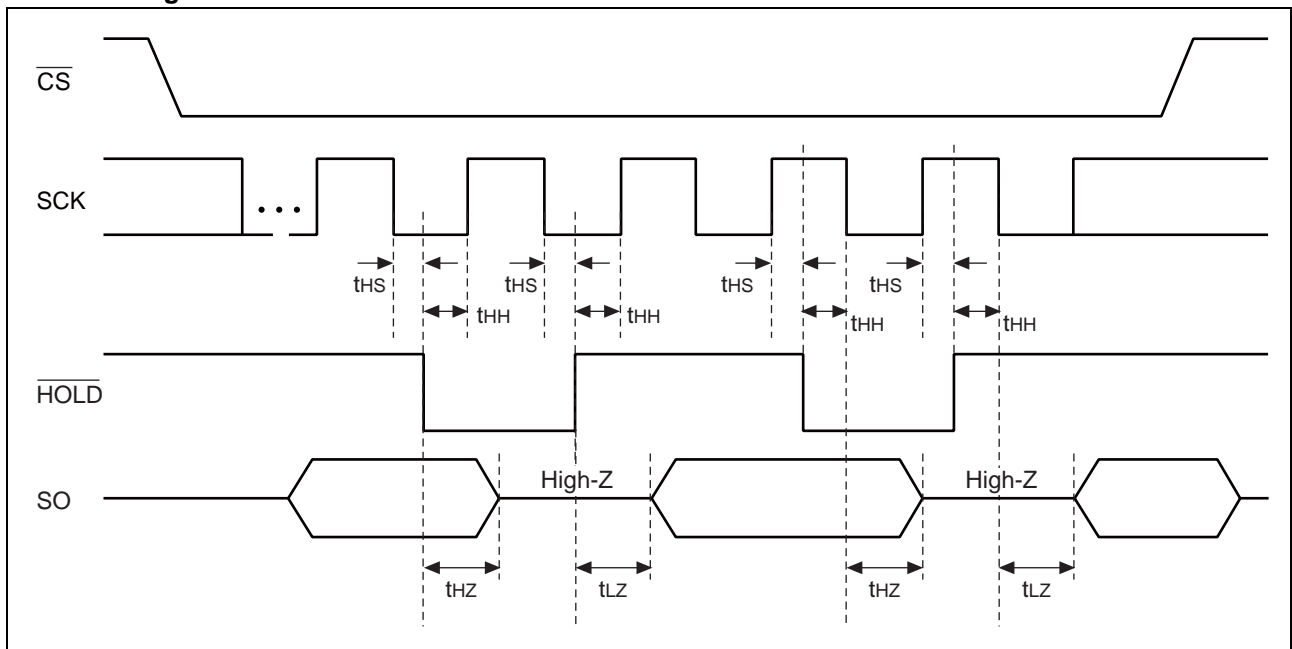 CS
SCK
• • •
tHS tHS tHS tHS
tHH tHH tHH tHH
HOLD
High-Z High-Z
SO
tHZ tLZ tHZ tLZ